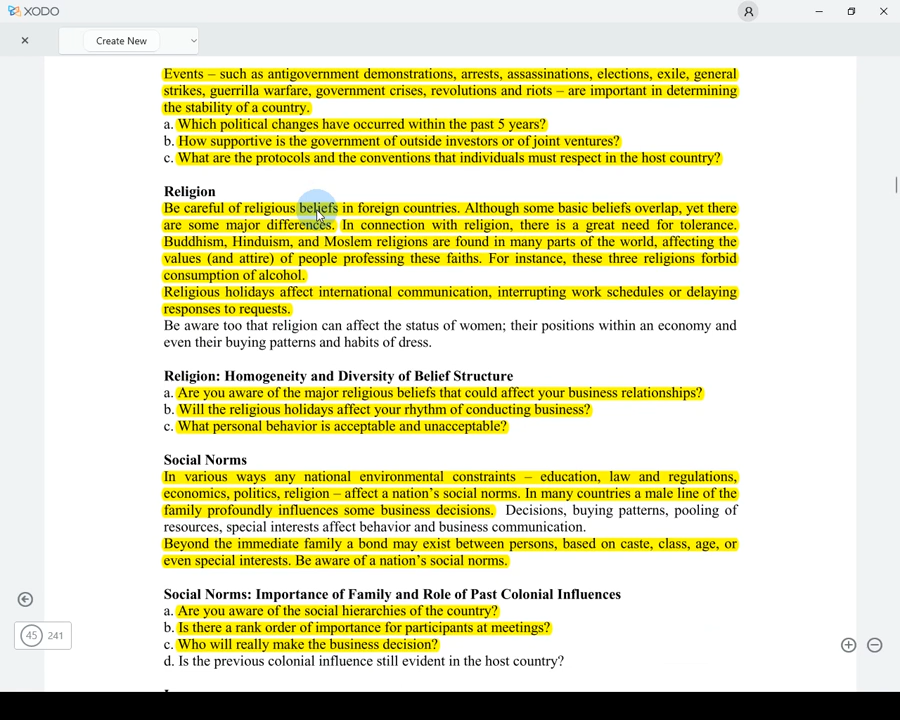 XODO
Create New
Events – such as antigovernment demonstrations, arrests, assassinations, elections, exile, general
strikes, guerrilla warfare, government crises, revolutions and riots – are important in determining
the stability of a country.
a. Which political changes have occurred within the past 5 years?
b. How supportive is the government of outside investors or of joint ventures?
c. What are the protocols and the conventions that individuals must respect in the host country?
Religion
Be careful of religious beliefs in foreign countries. Although some basic beliefs overlap, yet there
are some major differences. In connection with religion, there is a great need for tolerance.
Buddhism, Hinduism, and Moslem religions are found in many parts of the world, affecting the
values (and attire) of people professing these faiths. For instance, these three religions forbid
consumption of alcohol.
Religious holidays affect international communication, interrupting work schedules or delaying
responses to requests.
Be aware too that religion can affect the status of women; their positions within an economy and
even their buying patterns and habits of dress.
Religion: Homogeneity and Diversity of Belief Structure
a. Are you aware of the major religious beliefs that could affect your business relationships?
b. Will the religious holidays affect your rhythm of conducting business?
c. What personal behavior is acceptable and unacceptable?
Social Norms
In various ways any national environmental constraints – education, law and regulations,
economics, politics, religion – affect a nation's social norms. In many countries a male line of the
family profoundly influences some business decisions. Decisions, buying patterns, pooling of
resources, special interests affect behavior and business communication.
Beyond the immediate family a bond may exist between persons, based on caste, class, age, or
even special interests. Be aware of a nation's social norms.
Social Norms: Importance of Family and Role of Past Colonial Influences
a. Are you aware of the social hierarchies of the country?
b. Is there a rank order of importance for participants at meetings?
c. Who will really make the business decision?
d. Is the previous colonial influence still evident in the host country?
45 241